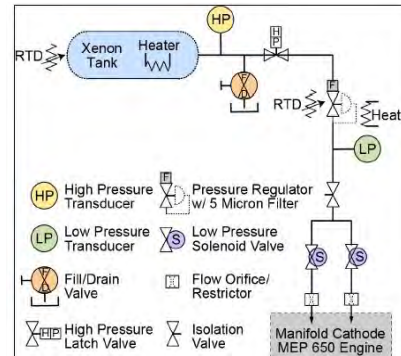 HP
H
P
RTD
Xenon
Tank
Heater
F
D
F
RTD
Heat
LP
HP
High Pressure
Transducer
F
Pressure Regulator
w/ 5 Micron Filter
LP
Low Pressure
Transducer
S
Low Pressure
Solenoid Valve
S
S
F
D
Fill/Drain
Valve
Flow Orifice/
Restrictor
HP
High Pressure
Latch Valve
Isolation
Valve
Manifold Cathode
MEP 650 Engine